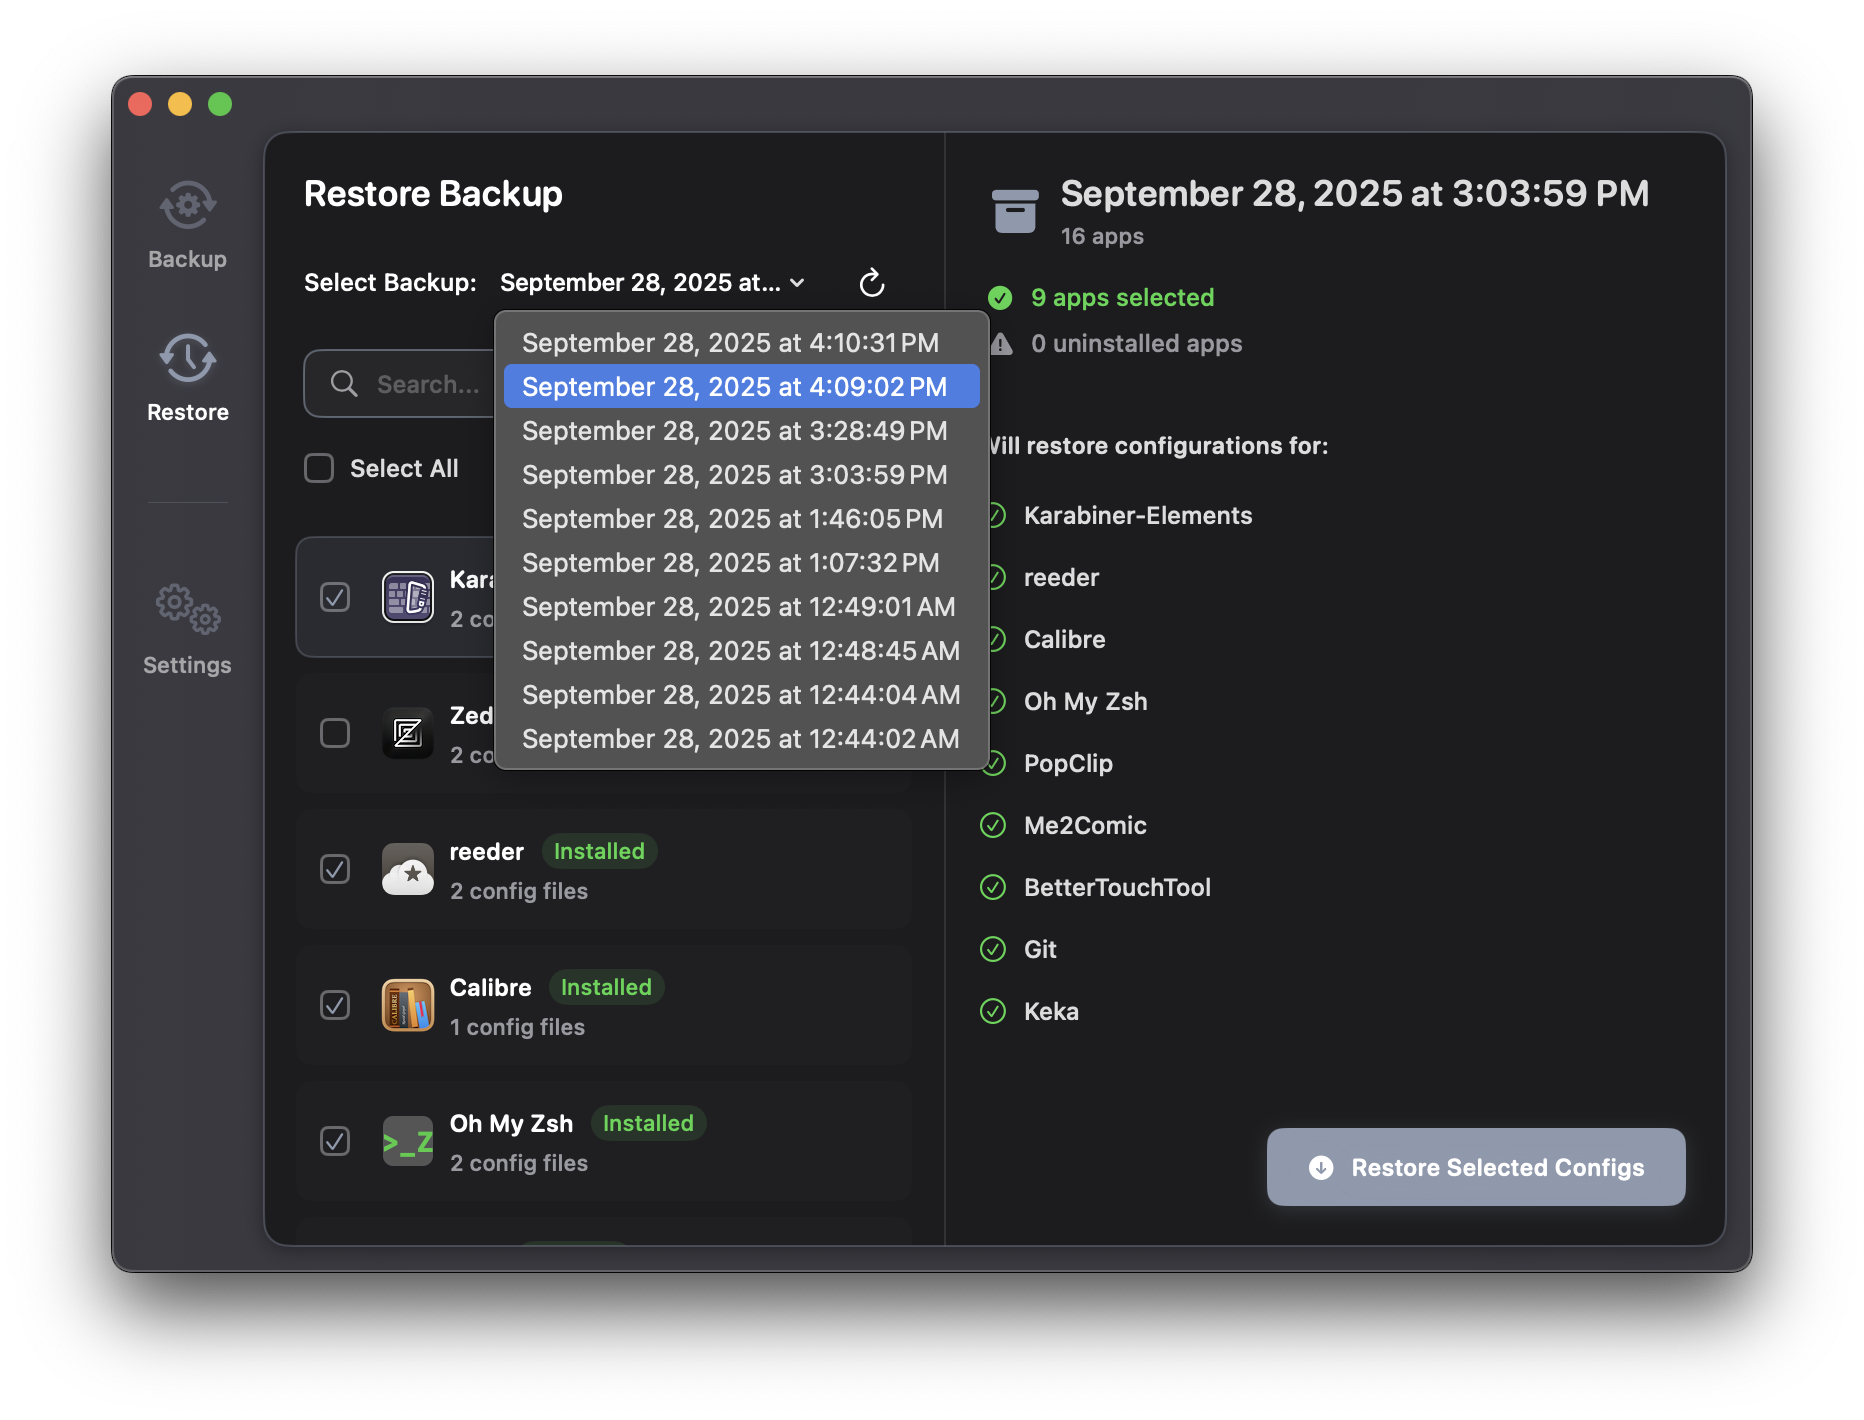 Backup
Restore
Settings
Restore Backup
Select Backup: September 28, 2025 at...
Search...
Select All
September 28, 2025 at 4:10:31 PM
September 28, 2025 at 4:09:02 PM
September 28, 2025 at 3:28:49 PM
September 28, 2025 at 3:03:59 PM
September 28, 2025 at 1:46:05 PM
September 28, 2025 at 1:07:32 PM
September 28, 2025 at 12:49:01 AM
September 28, 2025 at 12:48:45 AM
September 28, 2025 at 12:44:04 AM
September 28, 2025 at 12:44:02 AM
Kara
2 co
Zed
2 co
reeder Installed
2 config files
CALIBRE
Calibre Installed
1 config files
>_Z
Oh My Zsh Installed
2 config files
September 28, 2025 at 3:03:59 PM
16 apps
9 apps selected
0 uninstalled apps
Will restore configurations for:
Karabiner-Elements
reeder
Calibre
Oh My Zsh
PopClip
Me2Comic
BetterTouchTool
Git
Keka
Restore Selected Configs